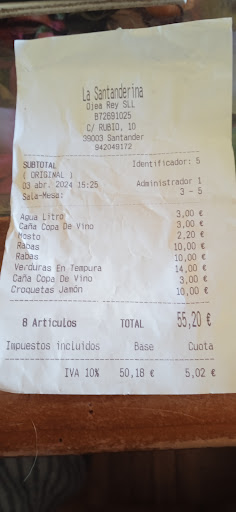 La Santanderina
Ojea Rey SLL
B72691025
C/ RUBIO, 10
39003 Santander
942049172
SUBTOTAL Identificador: 5
( ORIGINAL )
03 abr. 2024 15:25 Administrador 1
Sala-Mesa: 3 - 5
Agua Litro 3,00 €
Caña Copa De Vino 3,00 €
Mosto 2,20 €
Rabas 10,00 €
Rabas 10,00 €
Verduras En Tempura 14,00 €
Caña Copa De Vino 3,00 €
Croquetas Jamón 10,00 €
8 Artículos TOTAL 55,20 €
Impuestos incluidos Base Cuota
IVA 10% 50,18 € 5,02 €